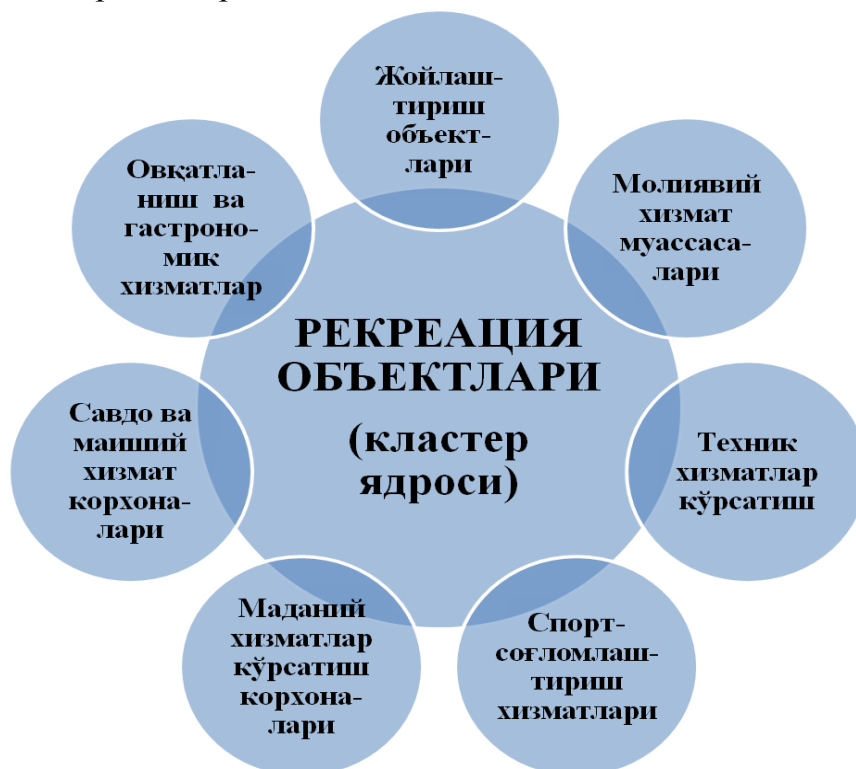 Жойлаш-
тириш
объект-
лари
Молиявий
хизмат
муассаса-
лари
Техник
хизматлар
кўрсатиш
Спорт-
соғломлаш-
тириш
хизматлари
Маданий
хизматлар
кўрсатиш
корхона-
лари
Савдо ва
маиший
хизмат
корхона-
лари
Овқатла-
ниш ва
гастроно-
мик
хизматлар
РЕКРЕАЦИЯ
ОБЪЕКТЛАРИ
(кластер
ядроси)